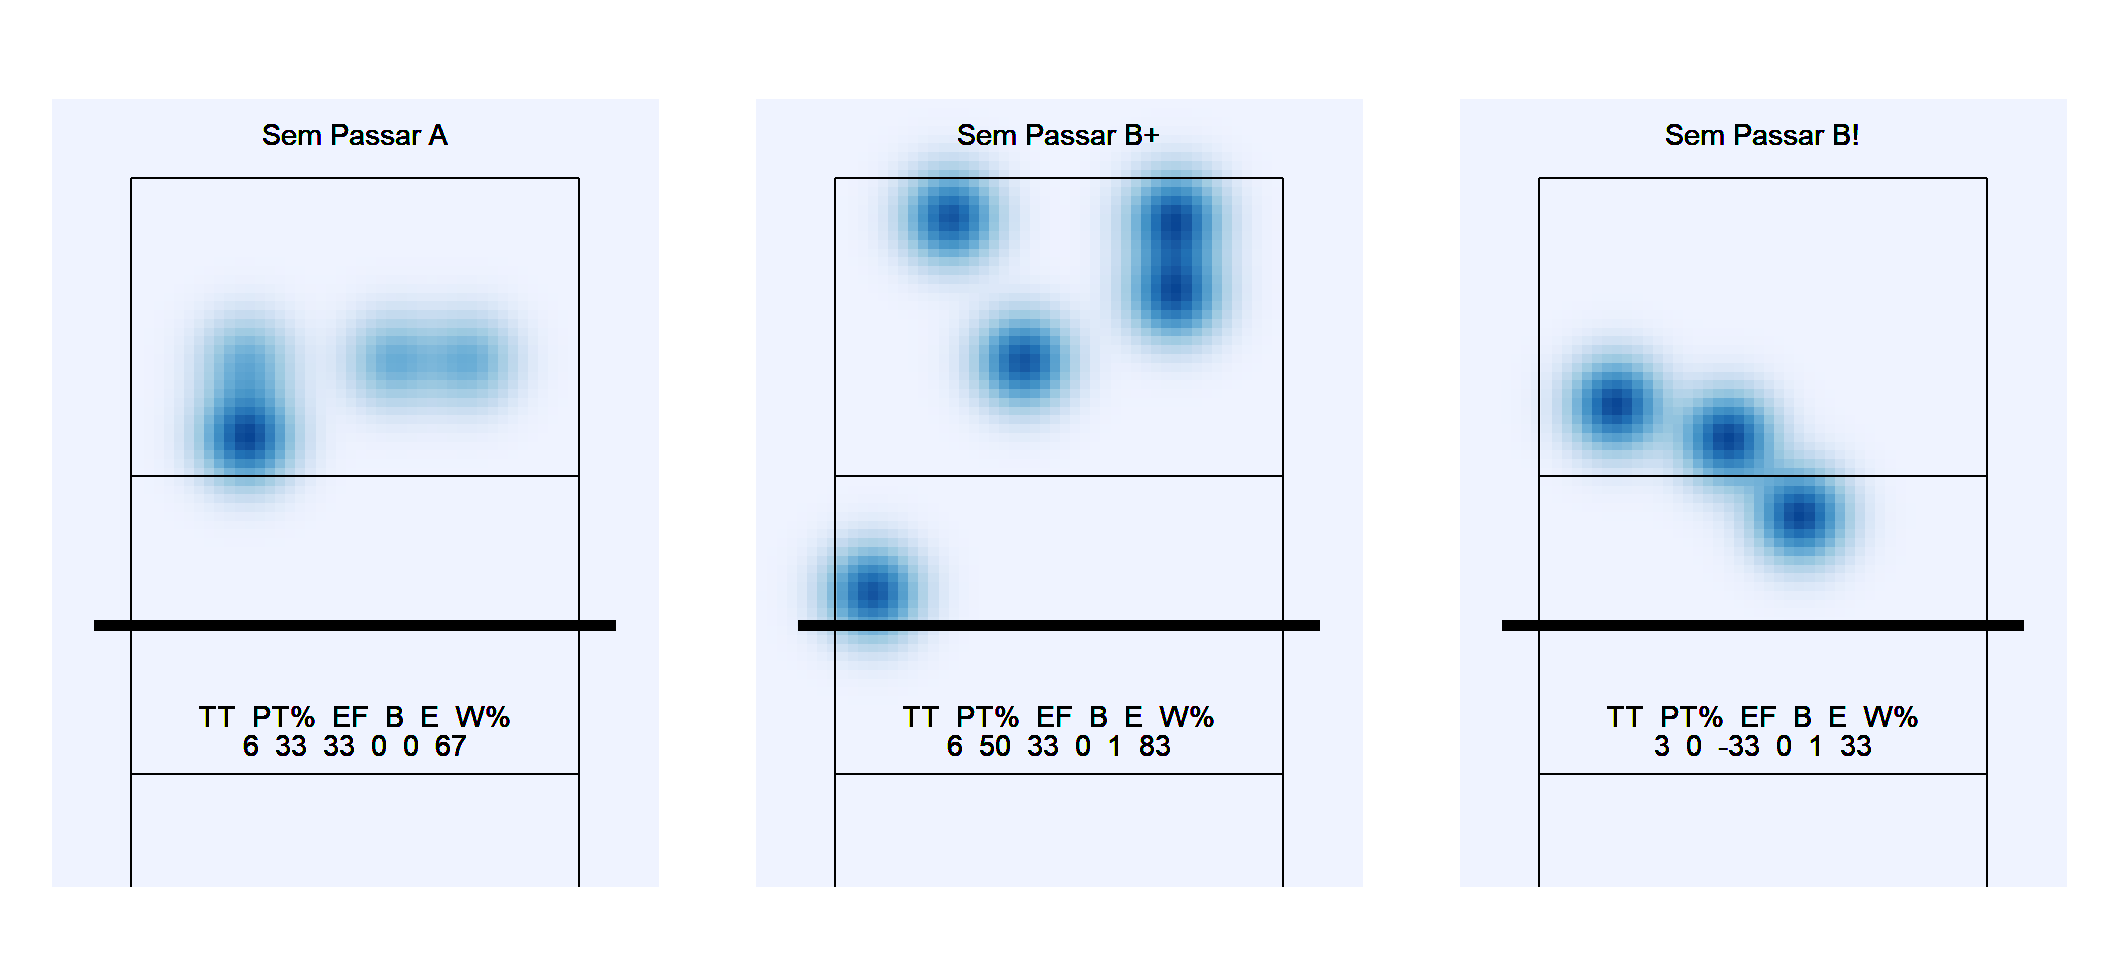 Sem Passar A
TT PT% EF B E W%
6 33 33 0 0 67
Sem Passar B+
TT PT% EF B E W%
6 50 33 0 1 83
Sem Passar B!
TT PT% EF B E W%
3 0 -33 0 1 33